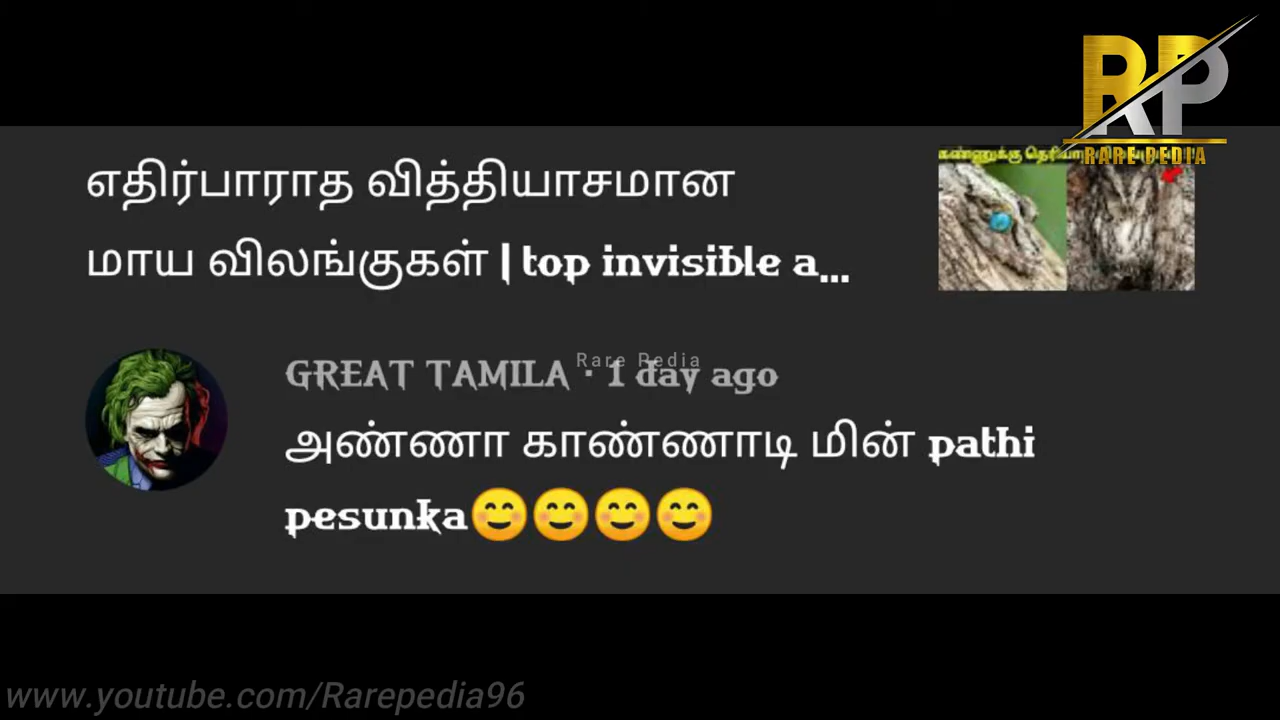 RP
RARE PEDIA
எதிர்பாராத வித்தியாசமான
மாய விலங்குகள் | top invisible a...
GREAT TAMILA · 1 day ago
Rare Pedia
அண்ணா காண்ணாடி மின் pathi
pesunka😊😊😊😊
www.youtube.com/Rarepedia96